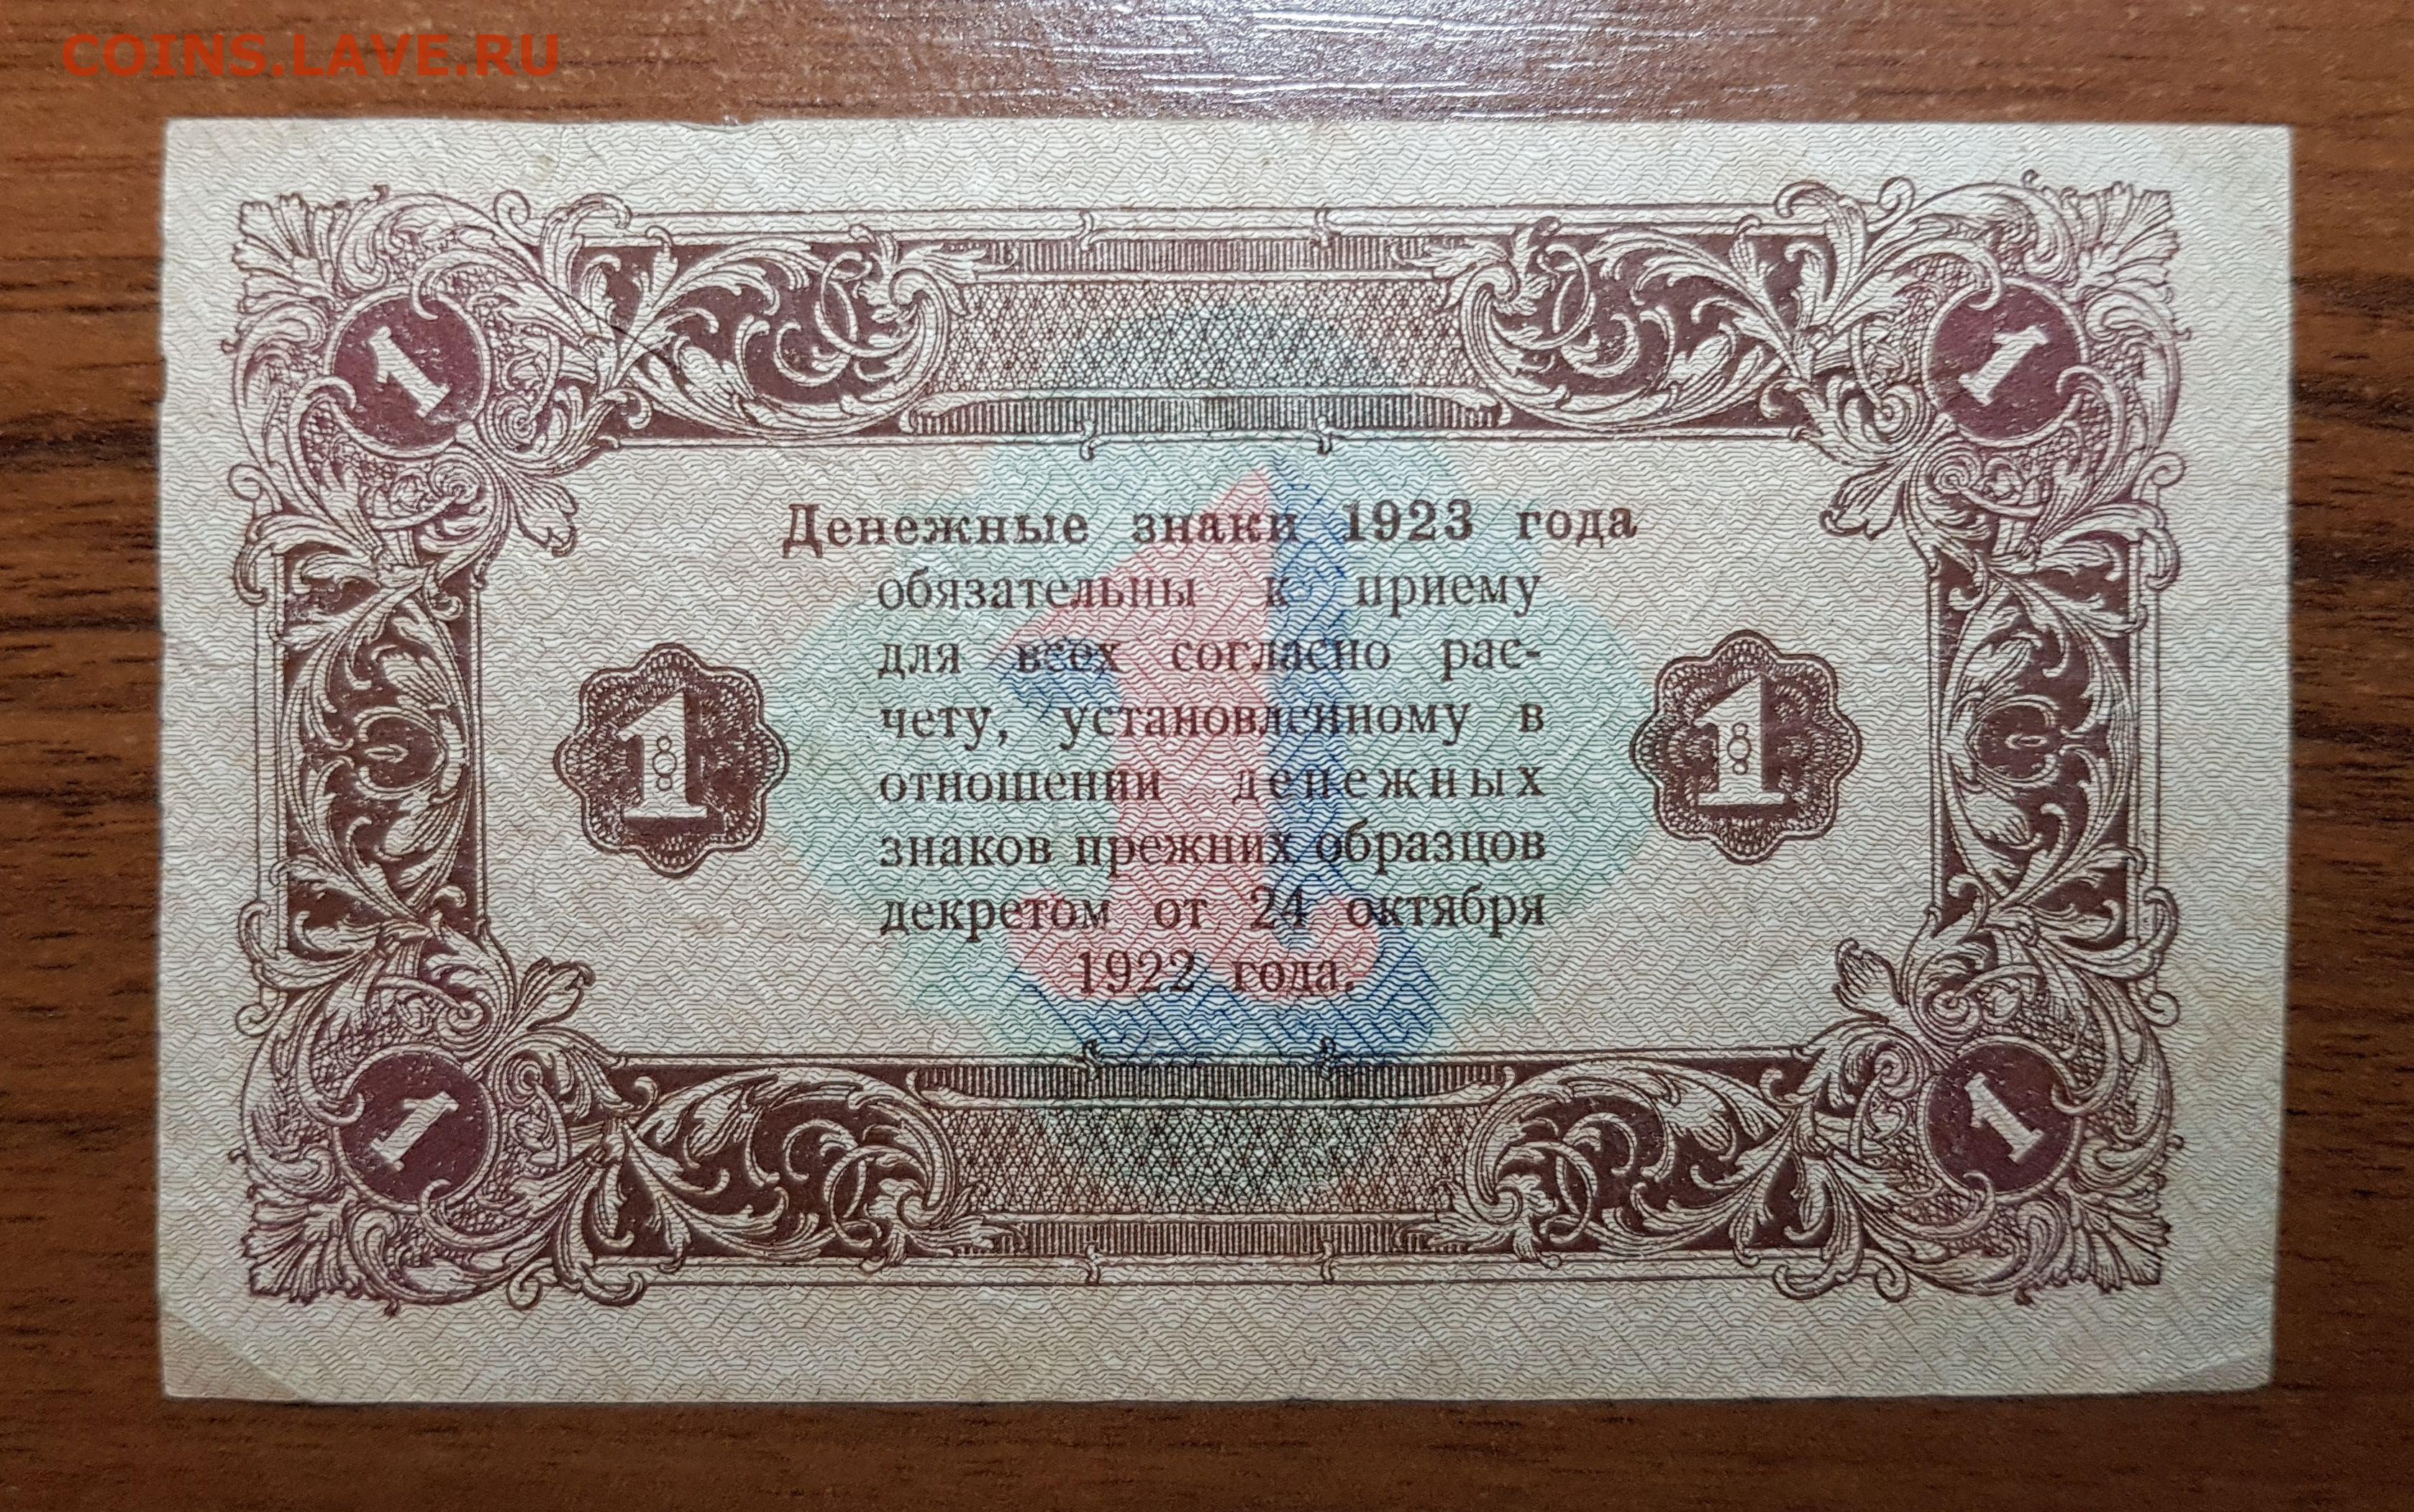 COINS.LAVE.RU
1 1
Денежные знаки 1923 года
обязательны к приему
для всех согласно рас-
чету, установленному в
отношении денежных
знаков прежних образцов
декретом от 24 октября
1922 года.
1 1
1 1
1